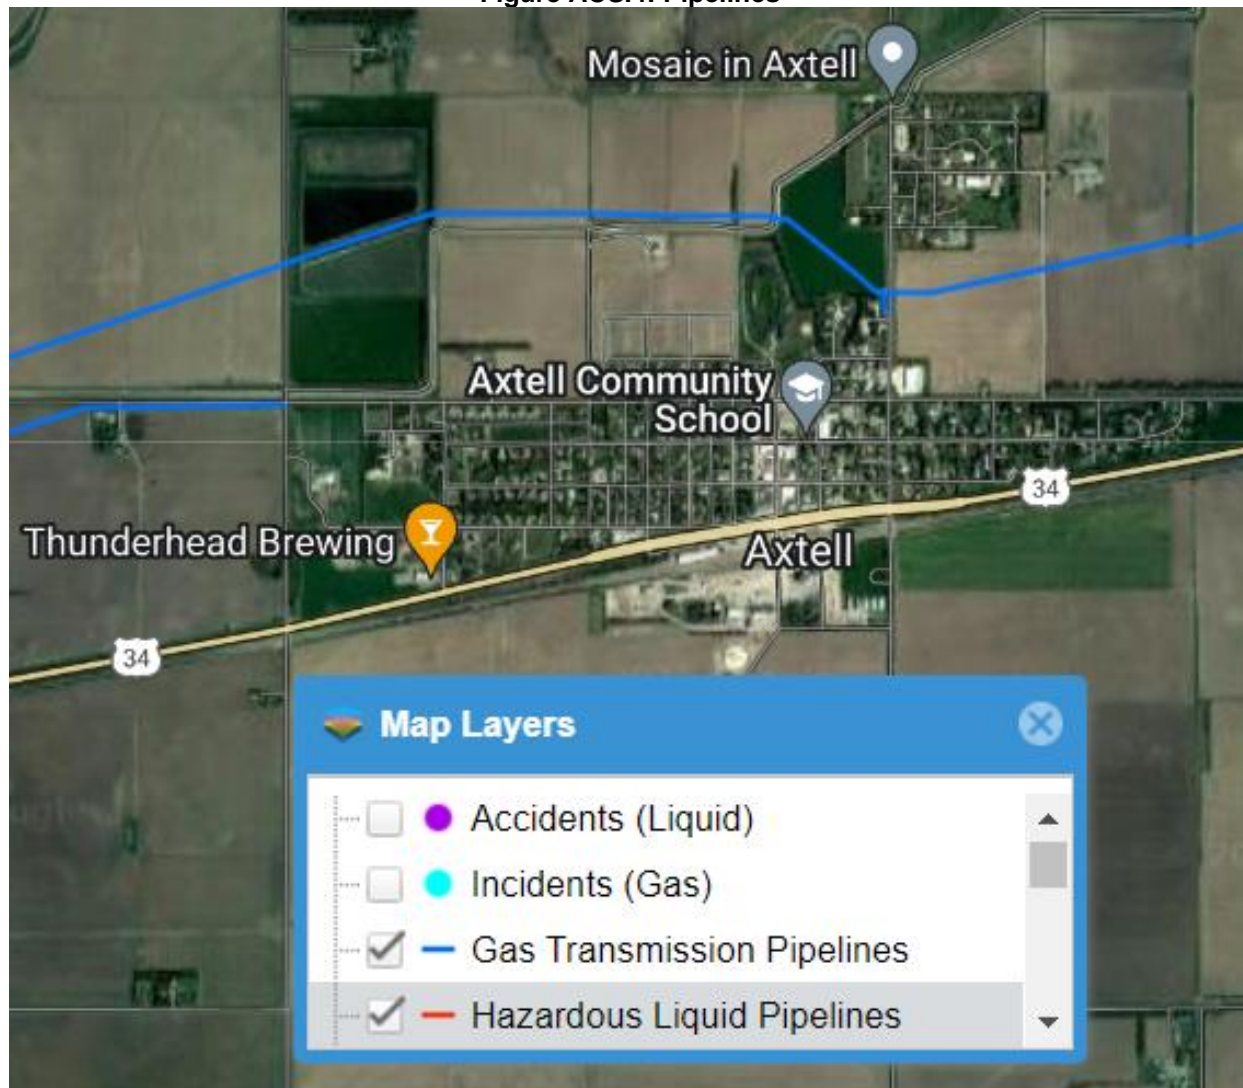 Mosaic in Axtell
Axtell Community
School
34
Thunderhead Brewing
Axtell
34
Map Layers
Accidents (Liquid)
Incidents (Gas)
Gas Transmission Pipelines
Hazardous Liquid Pipelines